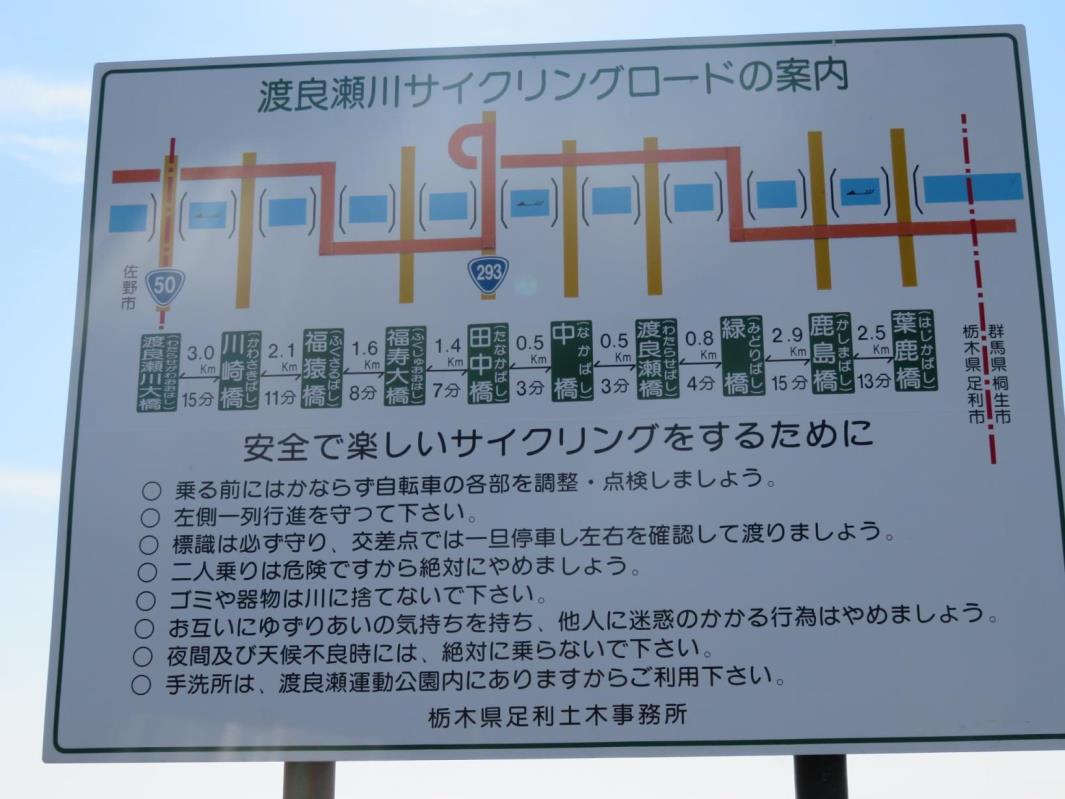 渡良瀬川サイクリングロードの案内
佐野市
50
293
渡良瀬川大橋(わたらせがわおおはし)
3.0Km
15分
川崎橋(かわさきばし)
2.1Km
11分
福猿橋(ふくざるばし)
1.6Km
8分
福寿大橋(ふくじゅおおはし)
1.4Km
7分
田中橋(たなかばし)
0.5Km
3分
中橋(なかばし)
0.5Km
3分
渡良瀬橋(わたらせばし)
0.8Km
4分
緑橋(みどりばし)
2.9Km
15分
鹿島橋(かしまばし)
2.5Km
13分
葉鹿橋(はじかばし)
栃木県足利市
群馬県桐生市
安全で楽しいサイクリングをするために
○ 乗る前にはかならず自転車の各部を調整・点検しましょう。
○ 左側一列行進を守つて下さい。
○ 標識は必ず守り、交差点では一旦停車し左右を確認して渡りましょう。
○ 二人乗りは危険ですから絶対にやめましょう。
○ ゴミや器物は川に捨てないで下さい。
○ お互いにゆずりあいの気持ちを持ち、他人に迷惑のかかる行為はやめましょう。
○ 夜間及び天候不良時には、絶対に乗らないで下さい。
○ 手洗所は、渡良瀬運動公園内にありますからご利用下さい。
栃木県足利土木事務所